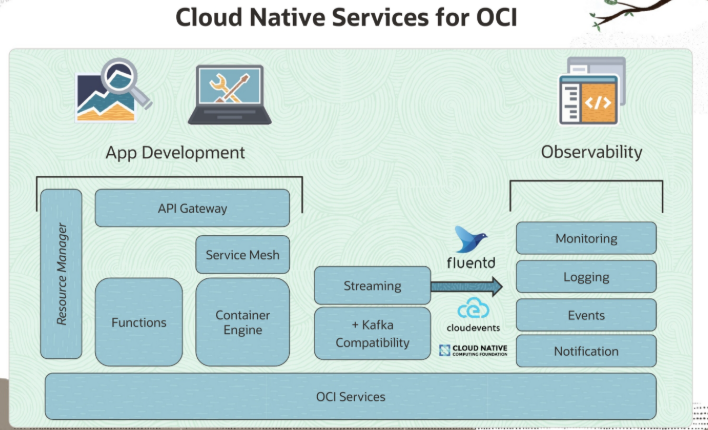 Cloud Native Services for OCI
App Development
Observability
Resource Manager
API Gateway
Service Mesh
Functions
Container
Engine
Streaming
+ Kafka
Compatibility
fluentd
cloudevents
CLOUD NATIVE
COMPUTING FOUNDATION
</>
Monitoring
Logging
Events
Notification
OCI Services